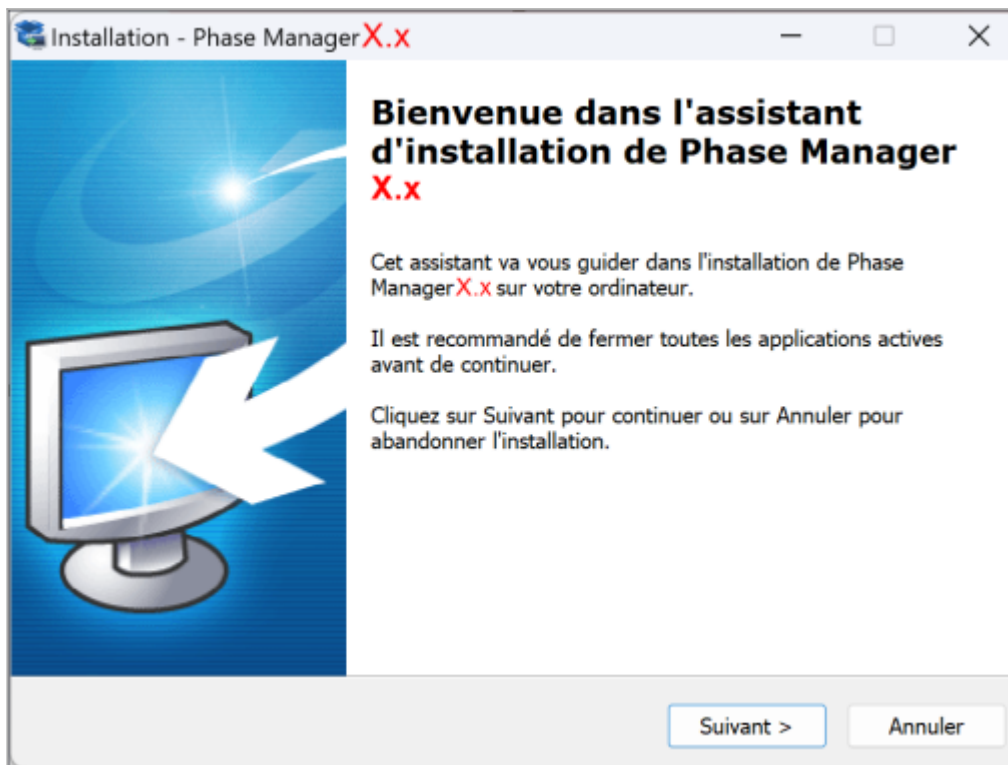 Installation - Phase Manager X.x
Bienvenue dans l'assistant
d'installation de Phase Manager
X.x
Cet assistant va vous guider dans l'installation de Phase
Manager X.x sur votre ordinateur.
Il est recommandé de fermer toutes les applications actives
avant de continuer.
Cliquez sur Suivant pour continuer ou sur Annuler pour
abandonner l'installation.
Suivant >
Annuler